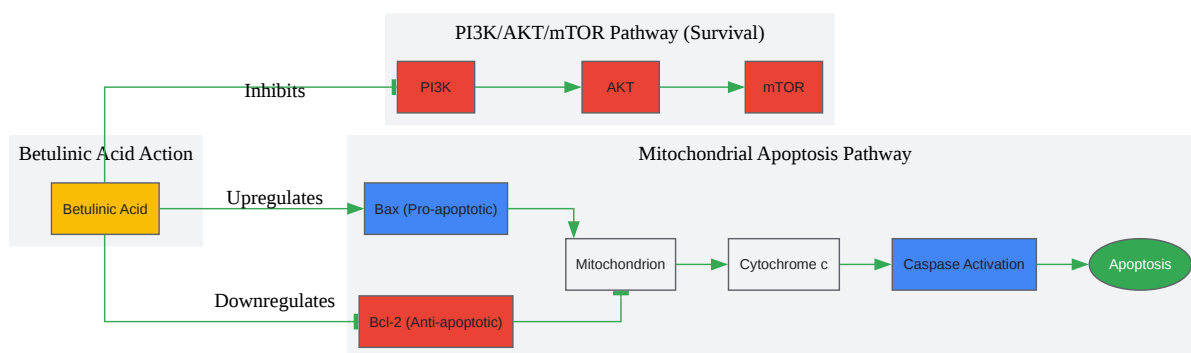 PI3K/AKT/mTOR Pathway (Survival)
PI3K
AKT
mTOR
Inhibits
Betulinic Acid Action
Mitochondrial Apoptosis Pathway
Betulinic Acid
Upregulates
Bax (Pro-apoptotic)
Mitochondrion
Cytochrome c
Caspase Activation
Apoptosis
Downregulates
Bcl-2 (Anti-apoptotic)